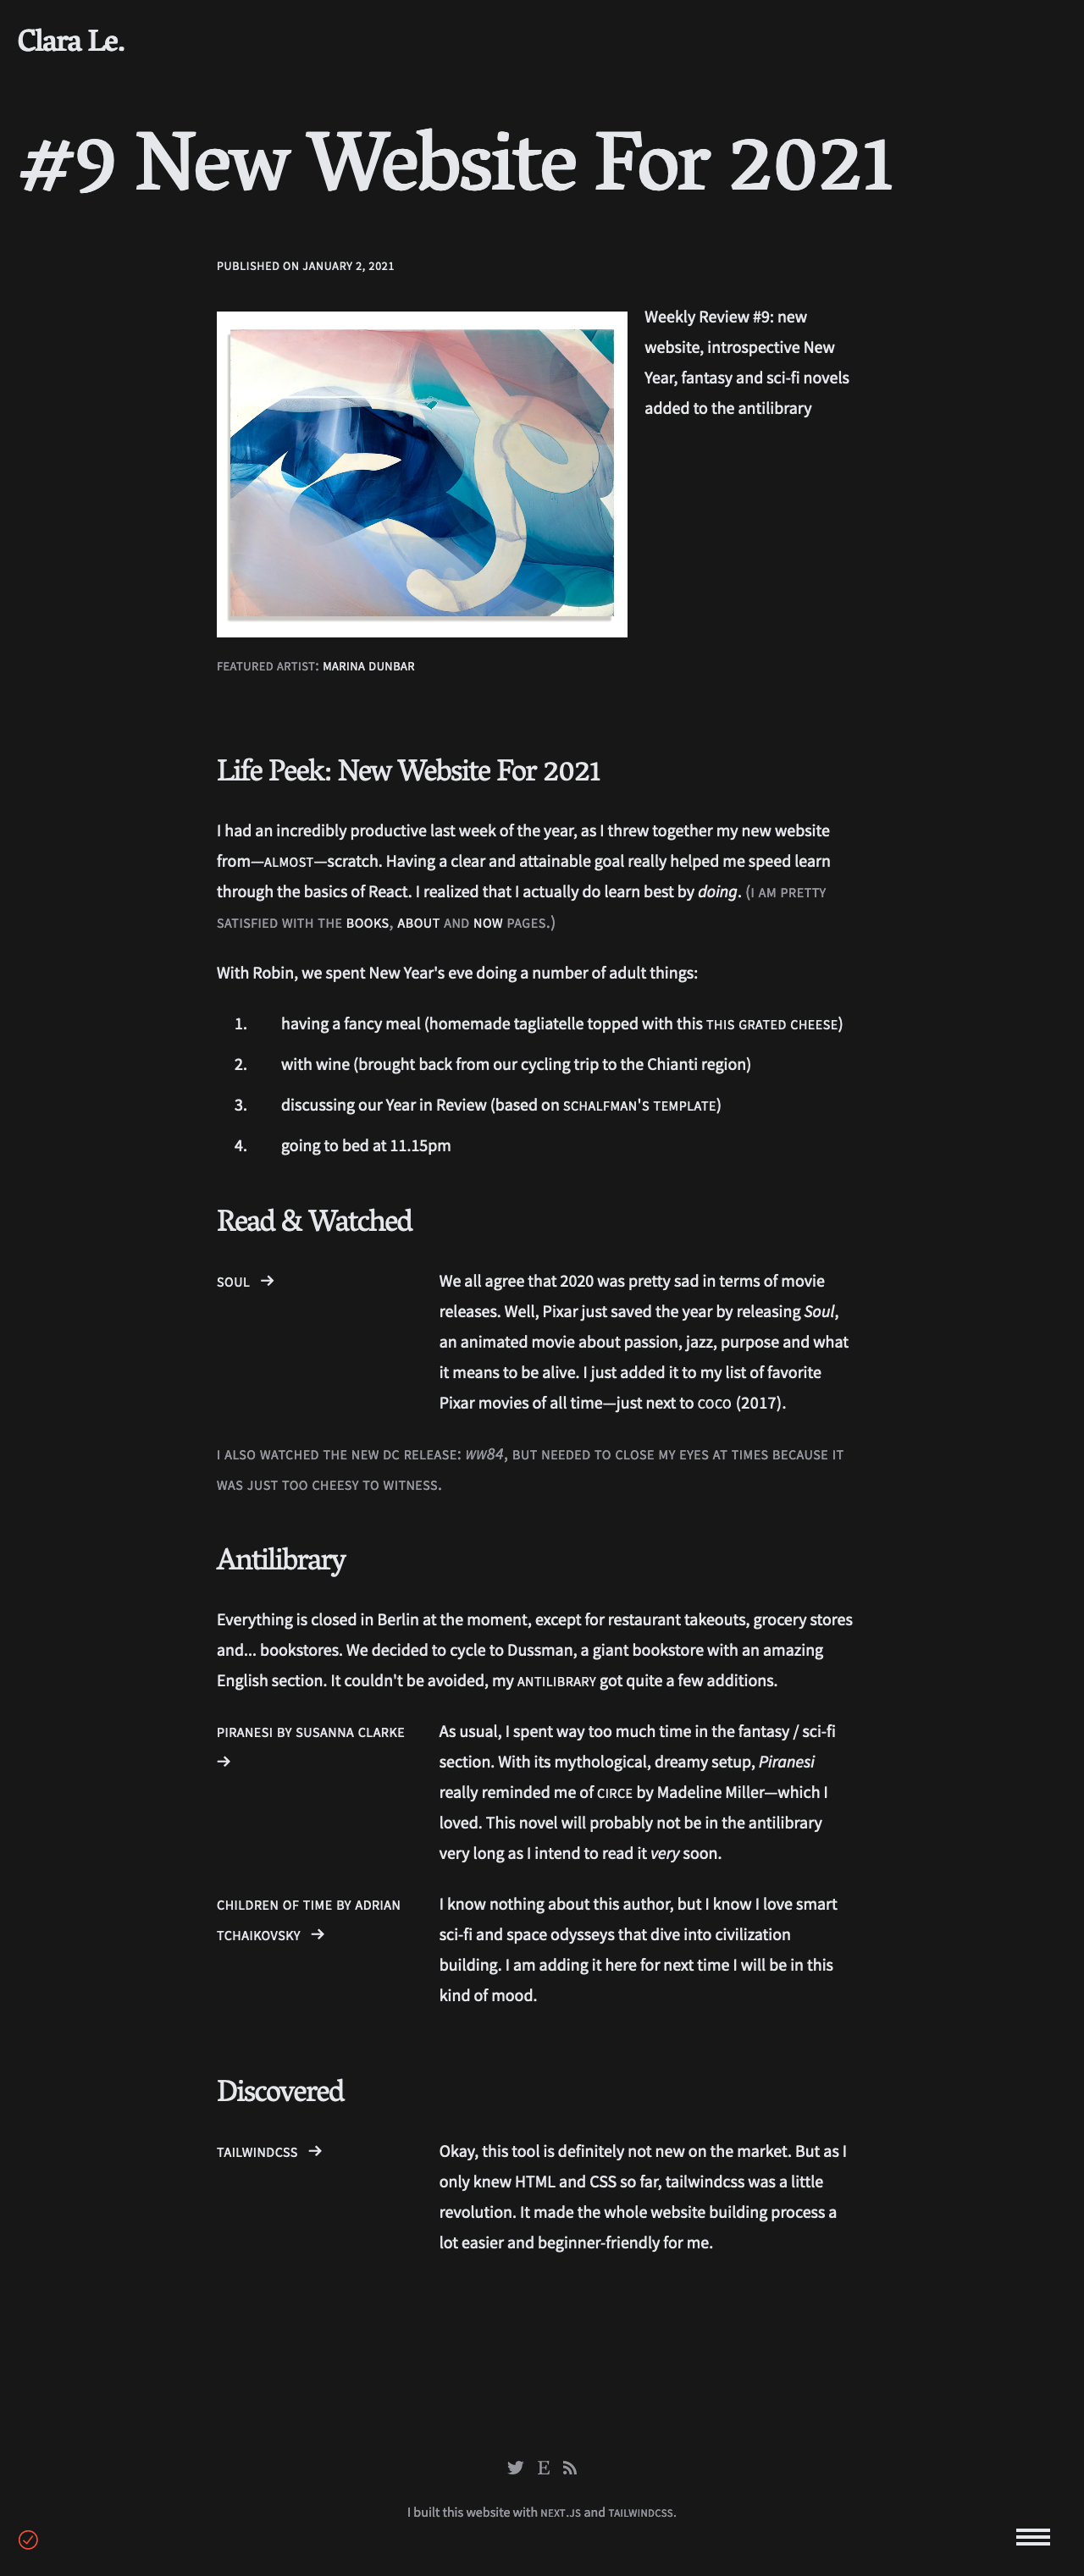 Clara Le.
#9 New Website For 2021
PUBLISHED ON JANUARY 2, 2021
Weekly Review #9: new
website, introspective New
Year, fantasy and sci-fi novels
added to the antilibrary
FEATURED ARTIST: MARINA DUNBAR
Life Peek: New Website For 2021
I had an incredibly productive last week of the year, as I threw together my new website
from—ALMOST—scratch. Having a clear and attainable goal really helped me speed learn
through the basics of React. I realized that I actually do learn best by doing. (I AM PRETTY
SATISFIED WITH THE BOOKS, ABOUT AND NOW PAGES.)
With Robin, we spent New Year's eve doing a number of adult things:
1. having a fancy meal (homemade tagliatelle topped with this THIS GRATED CHEESE)
2. with wine (brought back from our cycling trip to the Chianti region)
3. discussing our Year in Review (based on SCHALFMAN'S TEMPLATE)
4. going to bed at 11.15pm
Read & Watched
SOUL →
We all agree that 2020 was pretty sad in terms of movie
releases. Well, Pixar just saved the year by releasing Soul,
an animated movie about passion, jazz, purpose and what
it means to be alive. I just added it to my list of favorite
Pixar movies of all time—just next to COCO (2017).
I ALSO WATCHED THE NEW DC RELEASE: WW84, BUT NEEDED TO CLOSE MY EYES AT TIMES BECAUSE IT
WAS JUST TOO CHEESY TO WITNESS.
Antilibrary
Everything is closed in Berlin at the moment, except for restaurant takeouts, grocery stores
and... bookstores. We decided to cycle to Dussman, a giant bookstore with an amazing
English section. It couldn't be avoided, my ANTILIBRARY got quite a few additions.
PIRANESI BY SUSANNA CLARKE
→
As usual, I spent way too much time in the fantasy / sci-fi
section. With its mythological, dreamy setup, Piranesi
really reminded me of CIRCE by Madeline Miller—which I
loved. This novel will probably not be in the antilibrary
very long as I intend to read it very soon.
CHILDREN OF TIME BY ADRIAN
TCHAIKOVSKY →
I know nothing about this author, but I know I love smart
sci-fi and space odysseys that dive into civilization
building. I am adding it here for next time I will be in this
kind of mood.
Discovered
TAILWINDCSS →
Okay, this tool is definitely not new on the market. But as I
only knew HTML and CSS so far, tailwindcss was a little
revolution. It made the whole website building process a
lot easier and beginner-friendly for me.
E
I built this website with NEXT.JS and TAILWINDCSS.